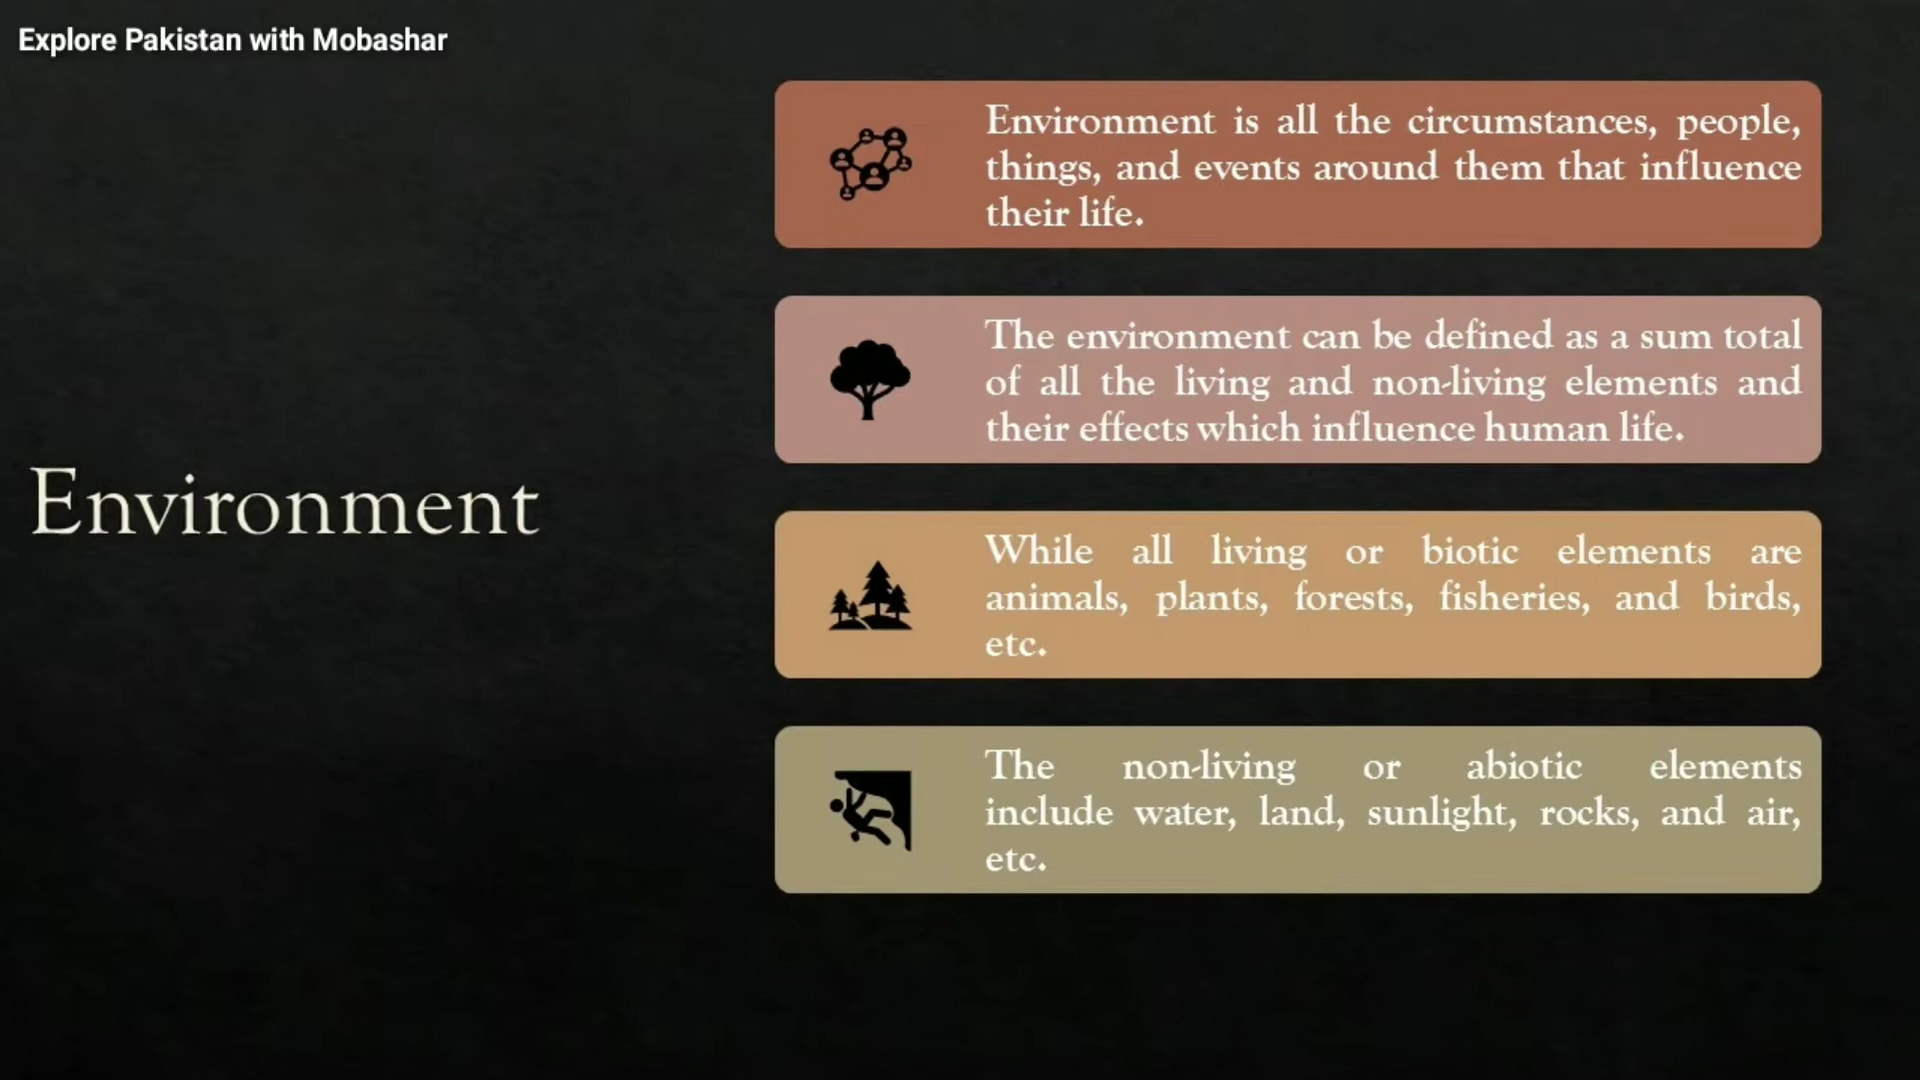 Explore Pakistan with Mobashar
Environment
Environment is all the circumstances, people,
things, and events around them that influence
their life.
The environment can be defined as a sum total
of all the living and non-living elements and
their effects which influence human life.
While all living or biotic elements are
animals, plants, forests, fisheries, and birds,
etc.
The non-living or abiotic elements
include water, land, sunlight, rocks, and air,
etc.